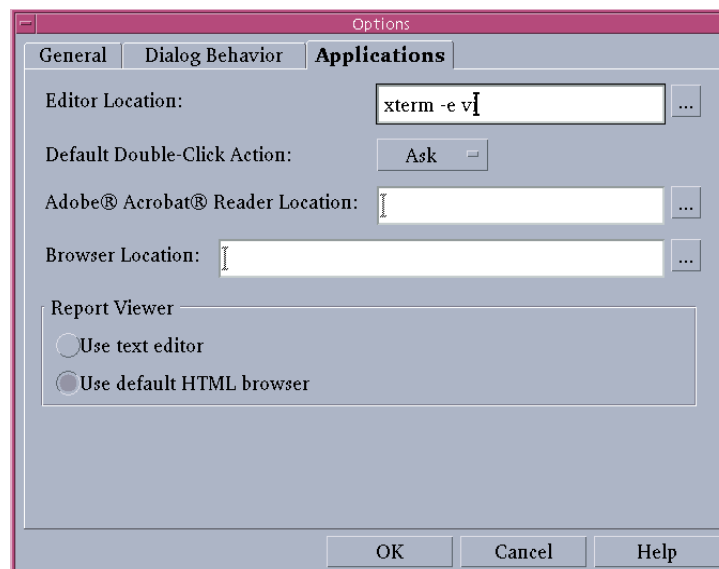 Options
General Dialog Behavior Applications
Editor Location: xterm -e vi ...
Default Double-Click Action: Ask
Adobe® Acrobat® Reader Location: ...
Browser Location: ...
Report Viewer
Use text editor
Use default HTML browser
OK Cancel Help